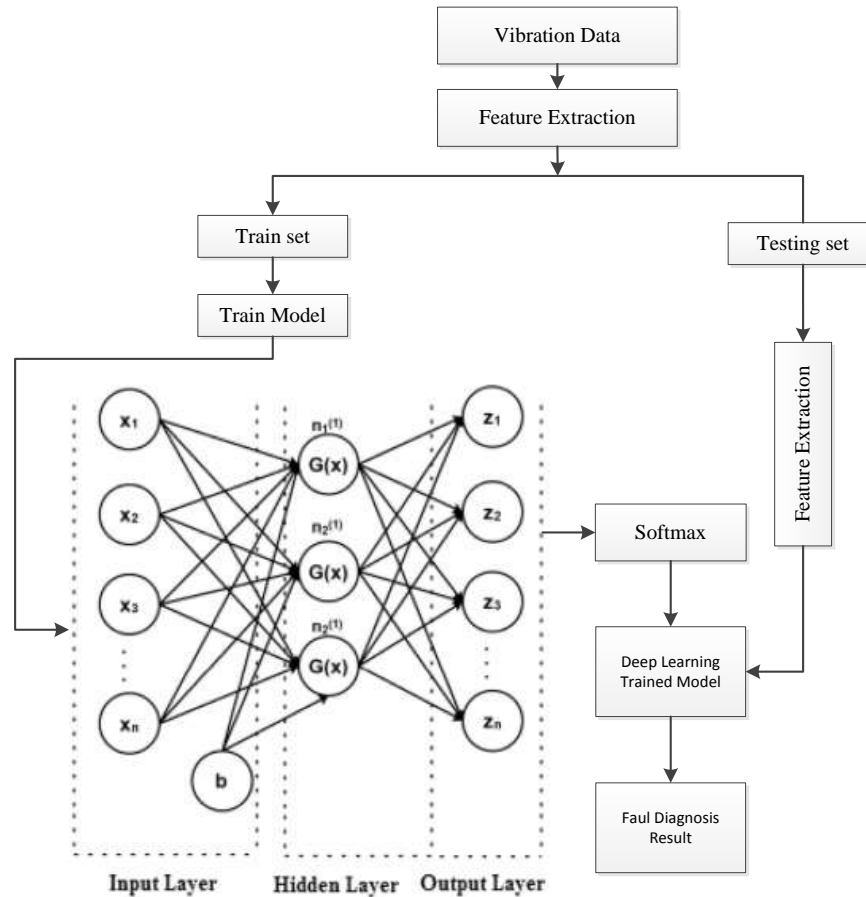 Vibration Data
Feature Extraction
Train set
Testing set
Train Model
Feature Extraction
x1
x2
x3
xn
b
n1(1)
G(x)
n2(1)
G(x)
n2(1)
G(x)
z1
z2
z3
zn
Softmax
Deep Learning
Trained Model
Faul Diagnosis
Result
Input Layer
Hidden Layer
Output Layer